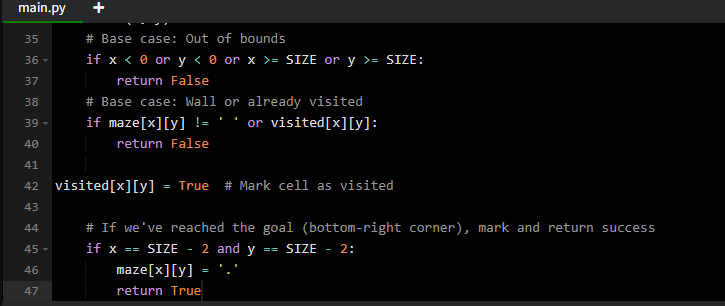 main.py +
35 # Base case: Out of bounds
36 if x < 0 or y < 0 or x >= SIZE or y >= SIZE:
37 return False
38 # Base case: Wall or already visited
39 if maze[x][y] != ' ' or visited[x][y]:
40 return False
41
42 visited[x][y] = True  # Mark cell as visited
43
44 # If we've reached the goal (bottom-right corner), mark and return success
45 if x == SIZE - 2 and y == SIZE - 2:
46 maze[x][y] = '.'
47 return True